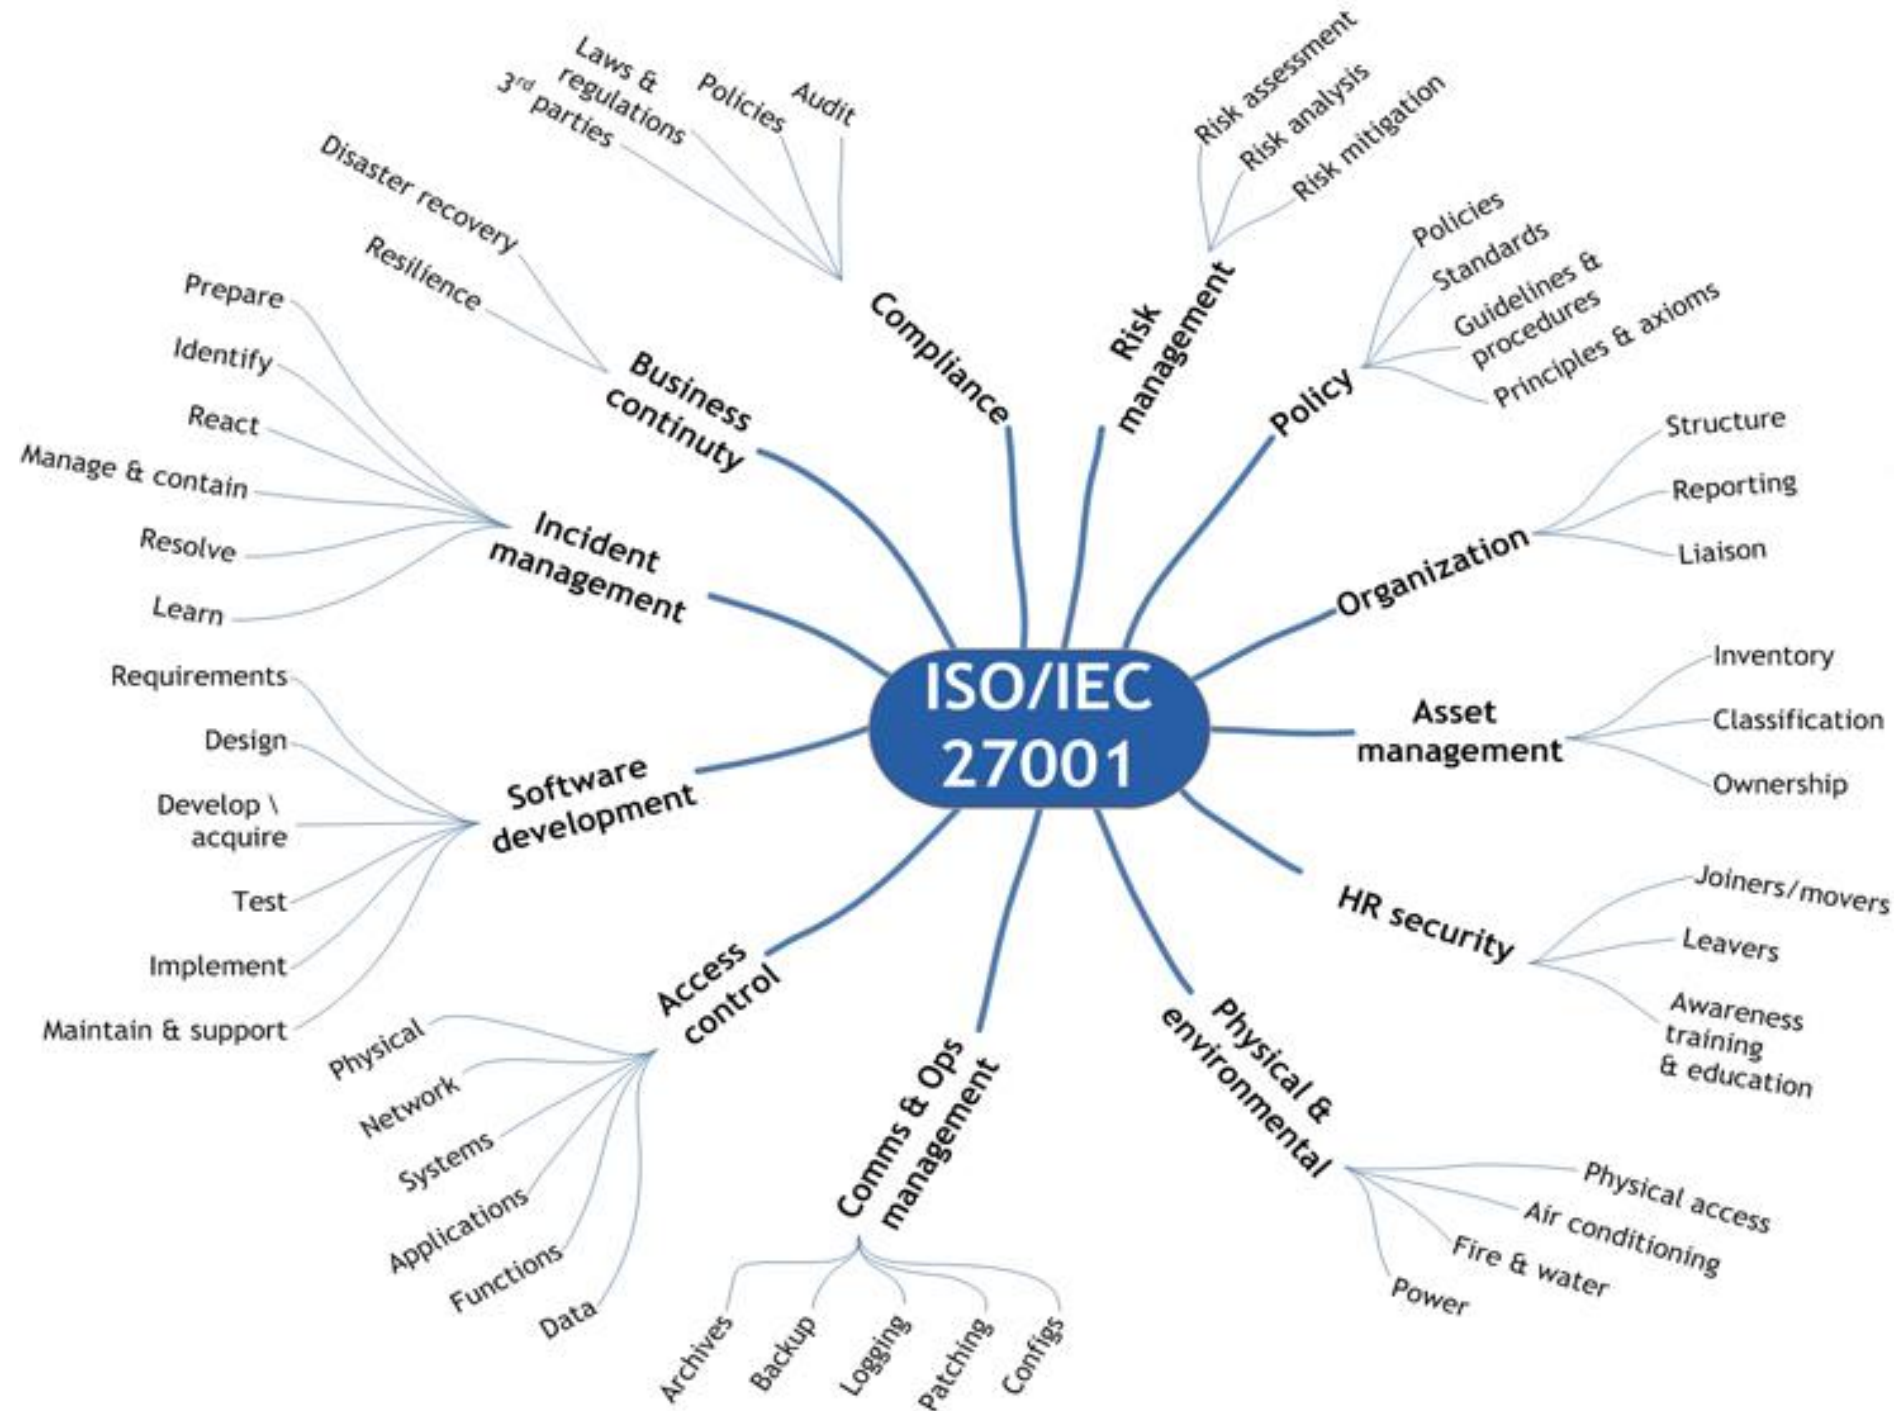 ISO/IEC
27001
Risk
management
Risk assessment
Risk analysis
Risk mitigation
Policy
Policies
Standards
Guidelines &
procedures
Principles & axioms
Organization
Structure
Reporting
Liaison
Asset
management
Inventory
Classification
Ownership
HR security
Joiners/movers
Leavers
Awareness
training
& education
Physical &
environmental
Physical access
Air conditioning
Fire & water
Power
Comms & Ops
management
Archives
Backup
Logging
Patching
Configs
Access
control
Physical
Network
Systems
Applications
Functions
Data
Software
development
Requirements
Design
Develop \
acquire
Test
Implement
Maintain & support
Incident
management
Prepare
Identify
React
Manage & contain
Resolve
Learn
Business
continuty
Disaster recovery
Resilience
Compliance
3rd parties
Laws &
regulations
Policies
Audit